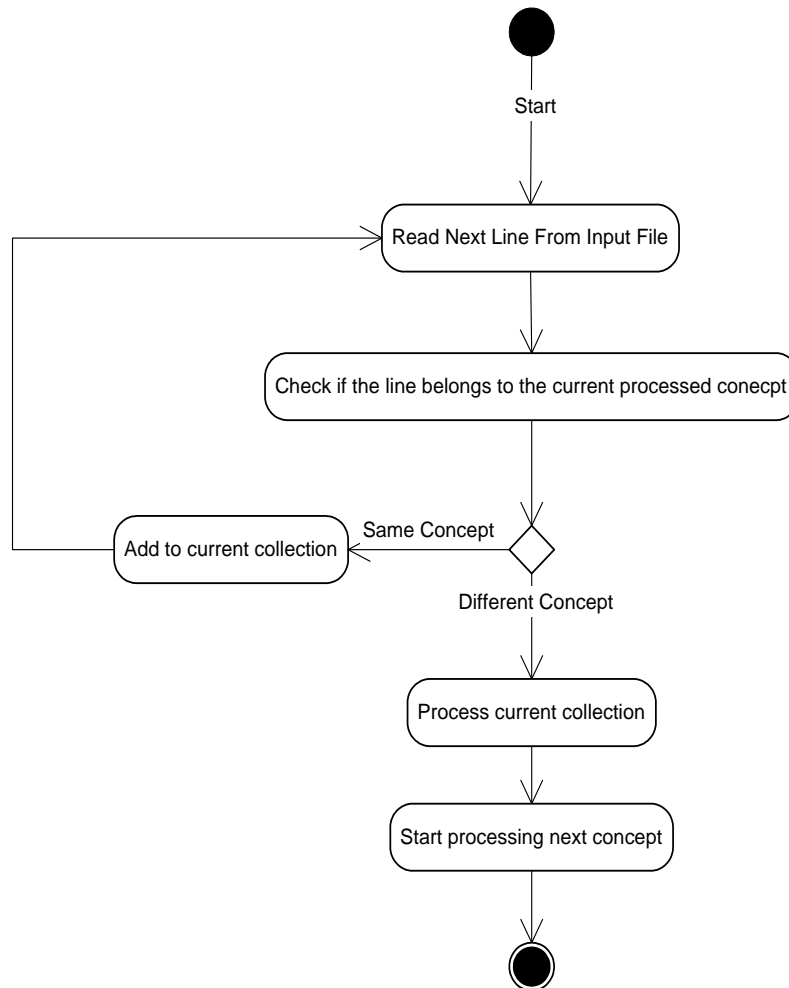 Start
Read Next Line From Input File
Check if the line belongs to the current processed conecpt
Same Concept
Add to current collection
Different Concept
Process current collection
Start processing next concept